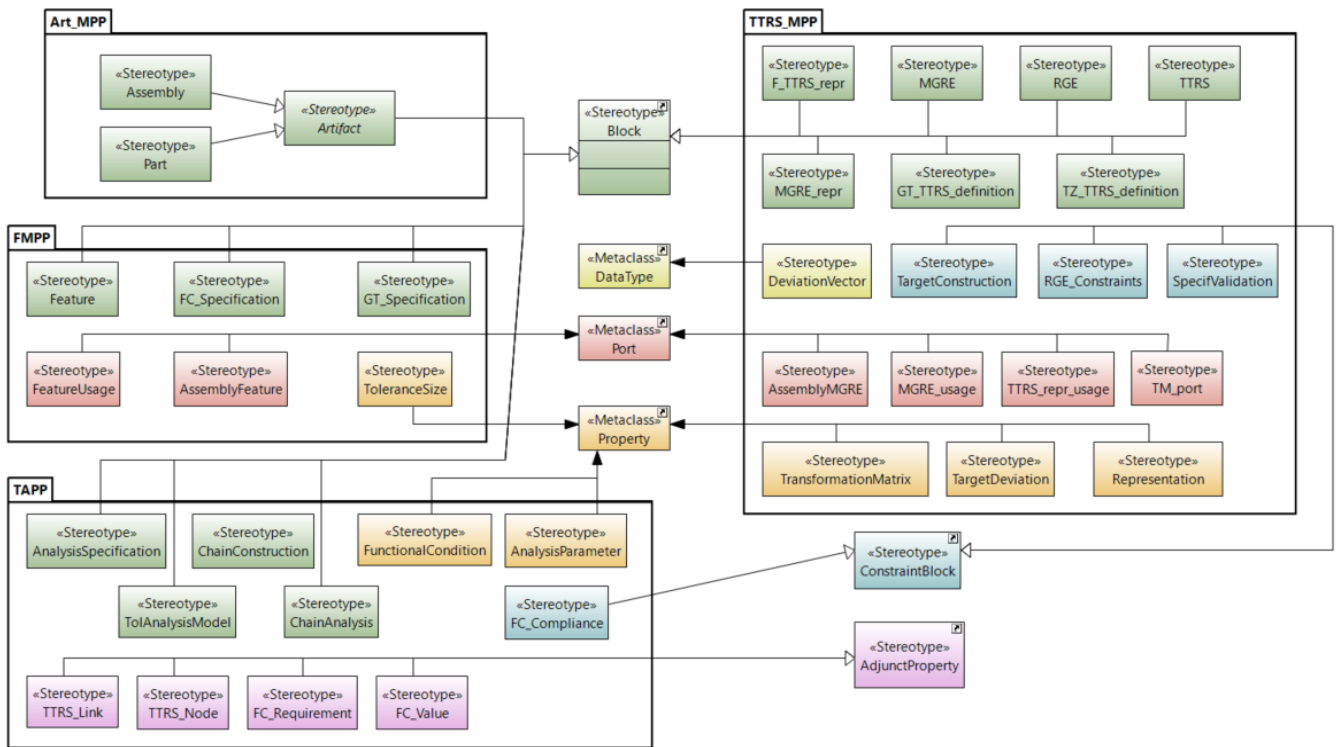 Art_MPP
«Stereotype»
Assembly
«Stereotype»
Part
«Stereotype»
Artifact
«Stereotype»
Block
TTRS_MPP
«Stereotype»
F_TTRS_repr
«Stereotype»
MGRE
«Stereotype»
RGE
«Stereotype»
TTRS
«Stereotype»
MGRE_repr
«Stereotype»
GT_TTRS_definition
«Stereotype»
TZ_TTRS_definition
«Stereotype»
DeviationVector
«Stereotype»
TargetConstruction
«Stereotype»
RGE_Constraints
«Stereotype»
SpecifValidation
«Stereotype»
AssemblyMGRE
«Stereotype»
MGRE_usage
«Stereotype»
TTRS_repr_usage
«Stereotype»
TM_port
«Stereotype»
TransformationMatrix
«Stereotype»
TargetDeviation
«Stereotype»
Representation
«Metaclass»
DataType
«Metaclass»
Port
«Metaclass»
Property
FMPP
«Stereotype»
Feature
«Stereotype»
FC_Specification
«Stereotype»
GT_Specification
«Stereotype»
FeatureUsage
«Stereotype»
AssemblyFeature
«Stereotype»
ToleranceSize
TAPP
«Stereotype»
AnalysisSpecification
«Stereotype»
ChainConstruction
«Stereotype»
FunctionalCondition
«Stereotype»
AnalysisParameter
«Stereotype»
TolAnalysisModel
«Stereotype»
ChainAnalysis
«Stereotype»
FC_Compliance
«Stereotype»
TTRS_Link
«Stereotype»
TTRS_Node
«Stereotype»
FC_Requirement
«Stereotype»
FC_Value
«Stereotype»
ConstraintBlock
«Stereotype»
AdjunctProperty